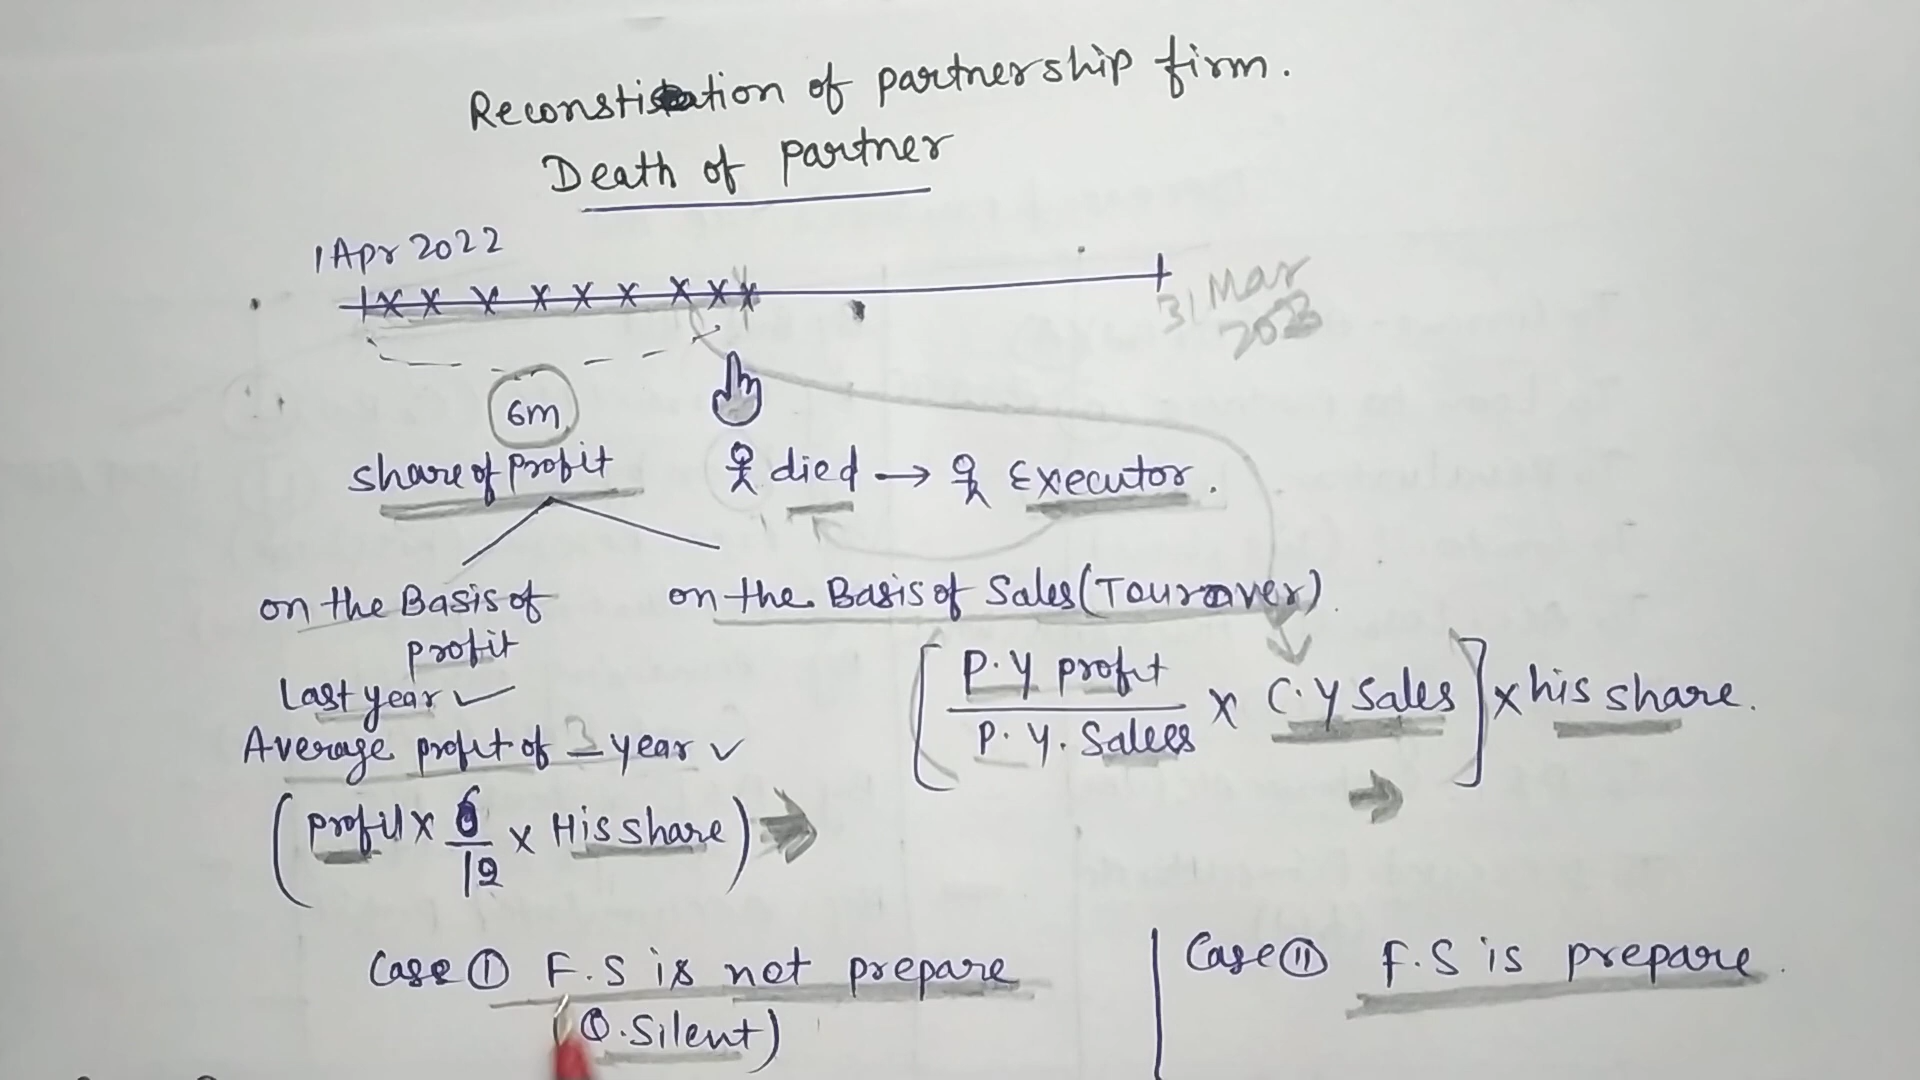 Reconstitution of partnership firm.
Death of partner
1 Apr 2022
31 Mar
2023
6m
share of profit
died → Executor.
on the Basis of
profit
on the Basis of Sales (Tournover)
Last year ✓
Average profit of 3 year ✓
[P.Y profit / P.Y. Salees × C.Y Sales] × his share.
(profit × 6/12 × His share)
Case ① F.S is not prepare
(Q. Silent)
Case ⑪ F.S is prepare.